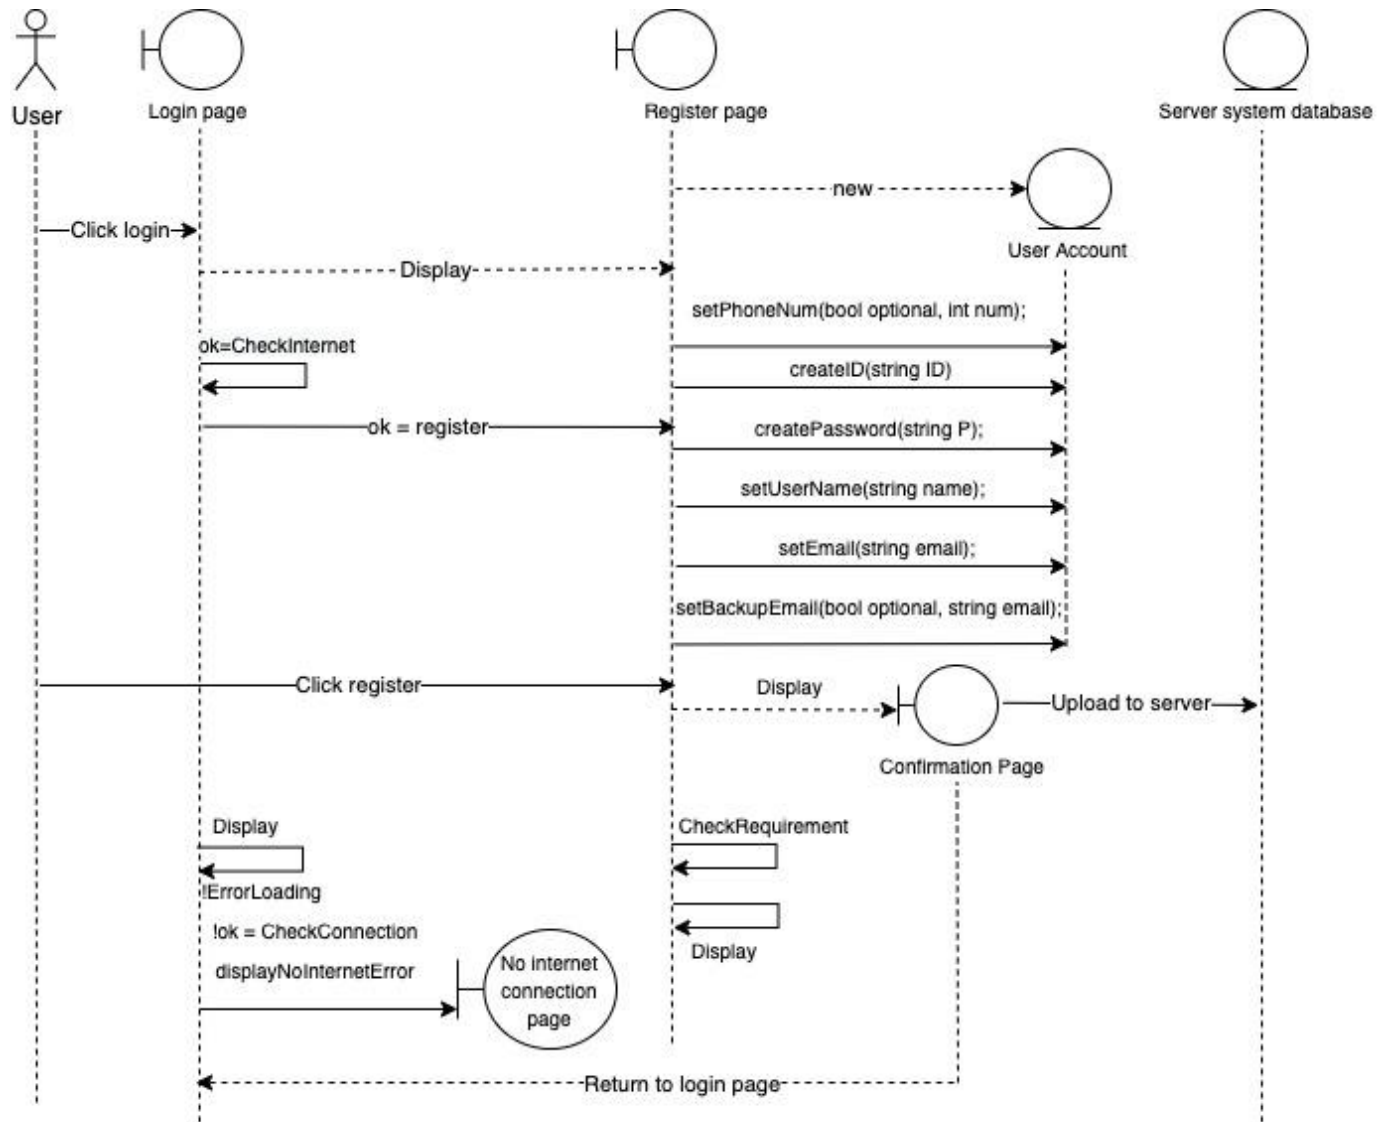 User
Login page
Register page
Server system database
new
Click login
User Account
Display
setPhoneNum(bool optional, int num);
ok=CheckInternet
createID(string ID)
ok = register
createPassword(string P);
setUserName(string name);
setEmail(string email);
setBackupEmail(bool optional, string email);
Click register
Display
Upload to server
Confirmation Page
Display
CheckRequirement
!ErrorLoading
!ok = CheckConnection
Display
displayNoInternetError
No internet
connection
page
Return to login page